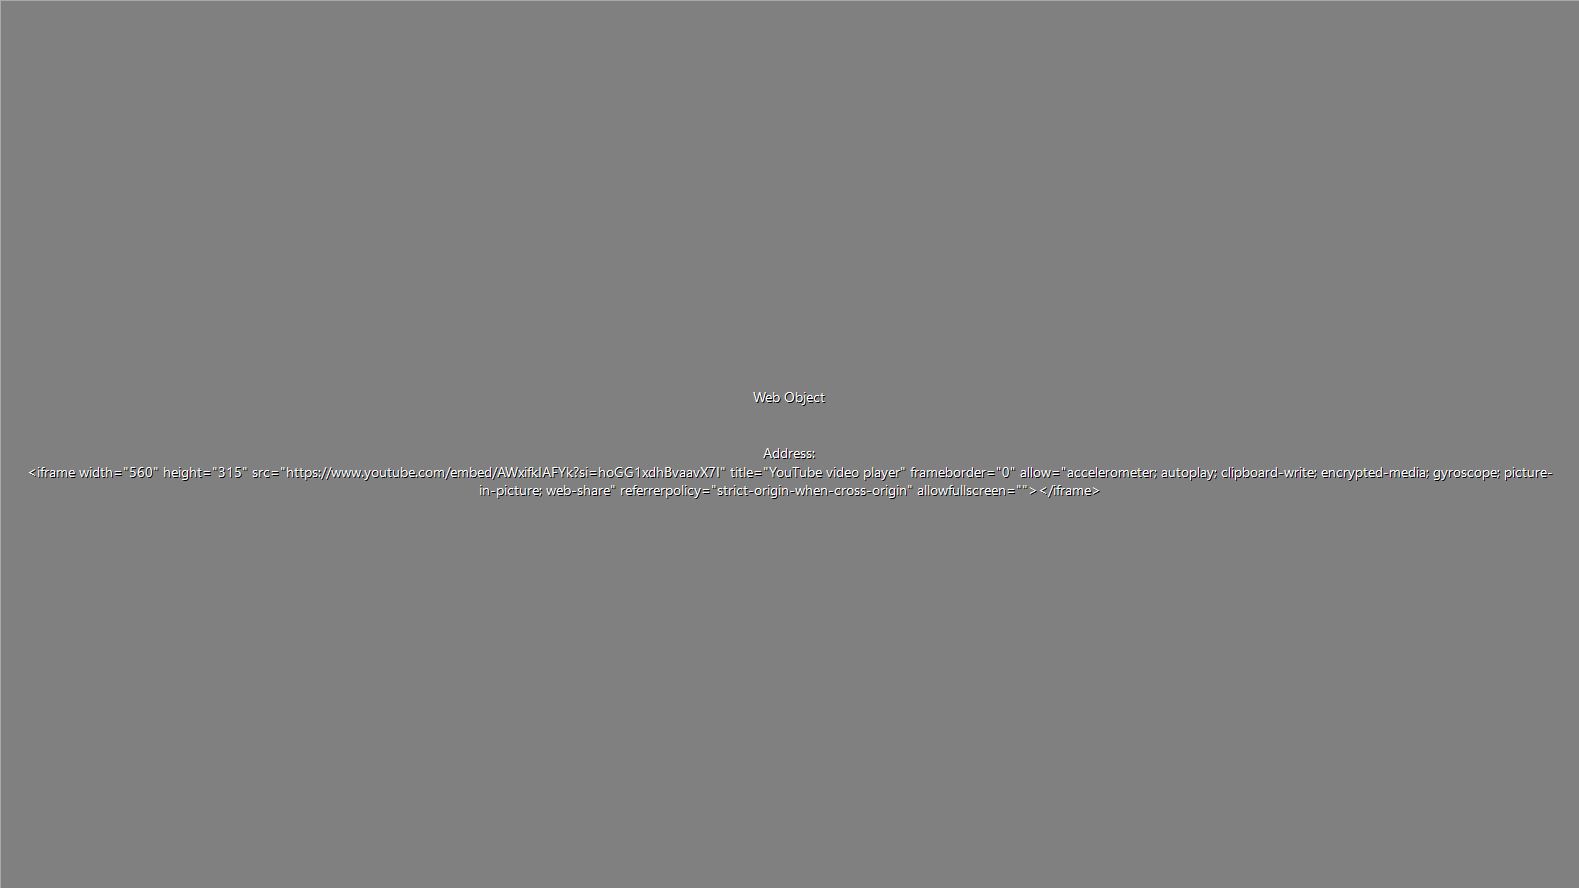 Web Object
Address:
<iframe width="560" height="315" src="https://www.youtube.com/embed/AWxifkIAFYk?si=hoGG1xdhBvaavX7I" title="YouTube video player" frameborder="0" allow="accelerometer; autoplay; clipboard-write; encrypted-media; gyroscope; picture-
in-picture; web-share" referrerpolicy="strict-origin-when-cross-origin" allowfullscreen=""></iframe>